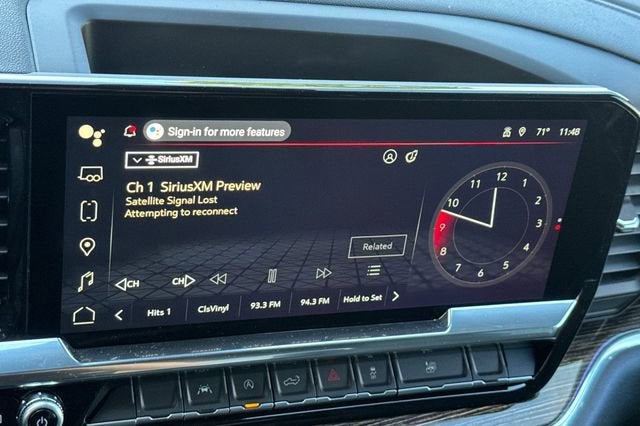 Sign-in for more features
71° 11:48
SiriusXM
Ch 1 SiriusXM Preview
Satellite Signal Lost
Attempting to reconnect
Related
CH CH
Hits 1 ClsVinyl 93.3 FM 94.3 FM Hold to Set
12
1
2
3
4
5
6
7
8
9
10
11